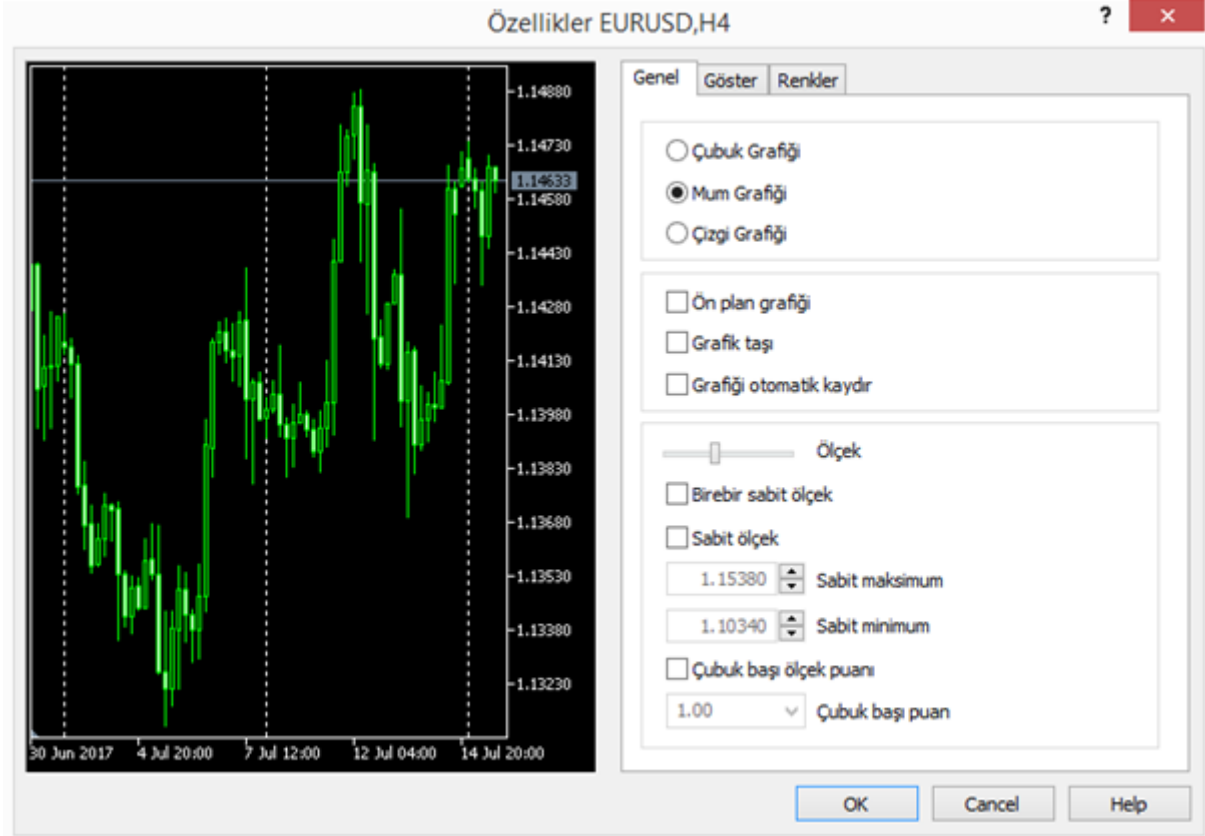 Özellikler EURUSD,H4
?
1.14880
1.14730
1.14633
1.14580
1.14430
1.14280
1.14130
1.13980
1.13830
1.13680
1.13530
1.13380
1.13230
30 Jun 2017 4 Jul 20:00 7 Jul 12:00 12 Jul 04:00 14 Jul 20:00
Genel Göster Renkler
Çubuk Grafiği
Mum Grafiği
Çizgi Grafiği
Ön plan grafiği
Grafik taşı
Grafiği otomatik kaydır
Ölçek
Birebir sabit ölçek
Sabit ölçek
1.15380 Sabit maksimum
1.10340 Sabit minimum
Çubuk başı ölçek puanı
1.00 Çubuk başı puan
OK Cancel Help